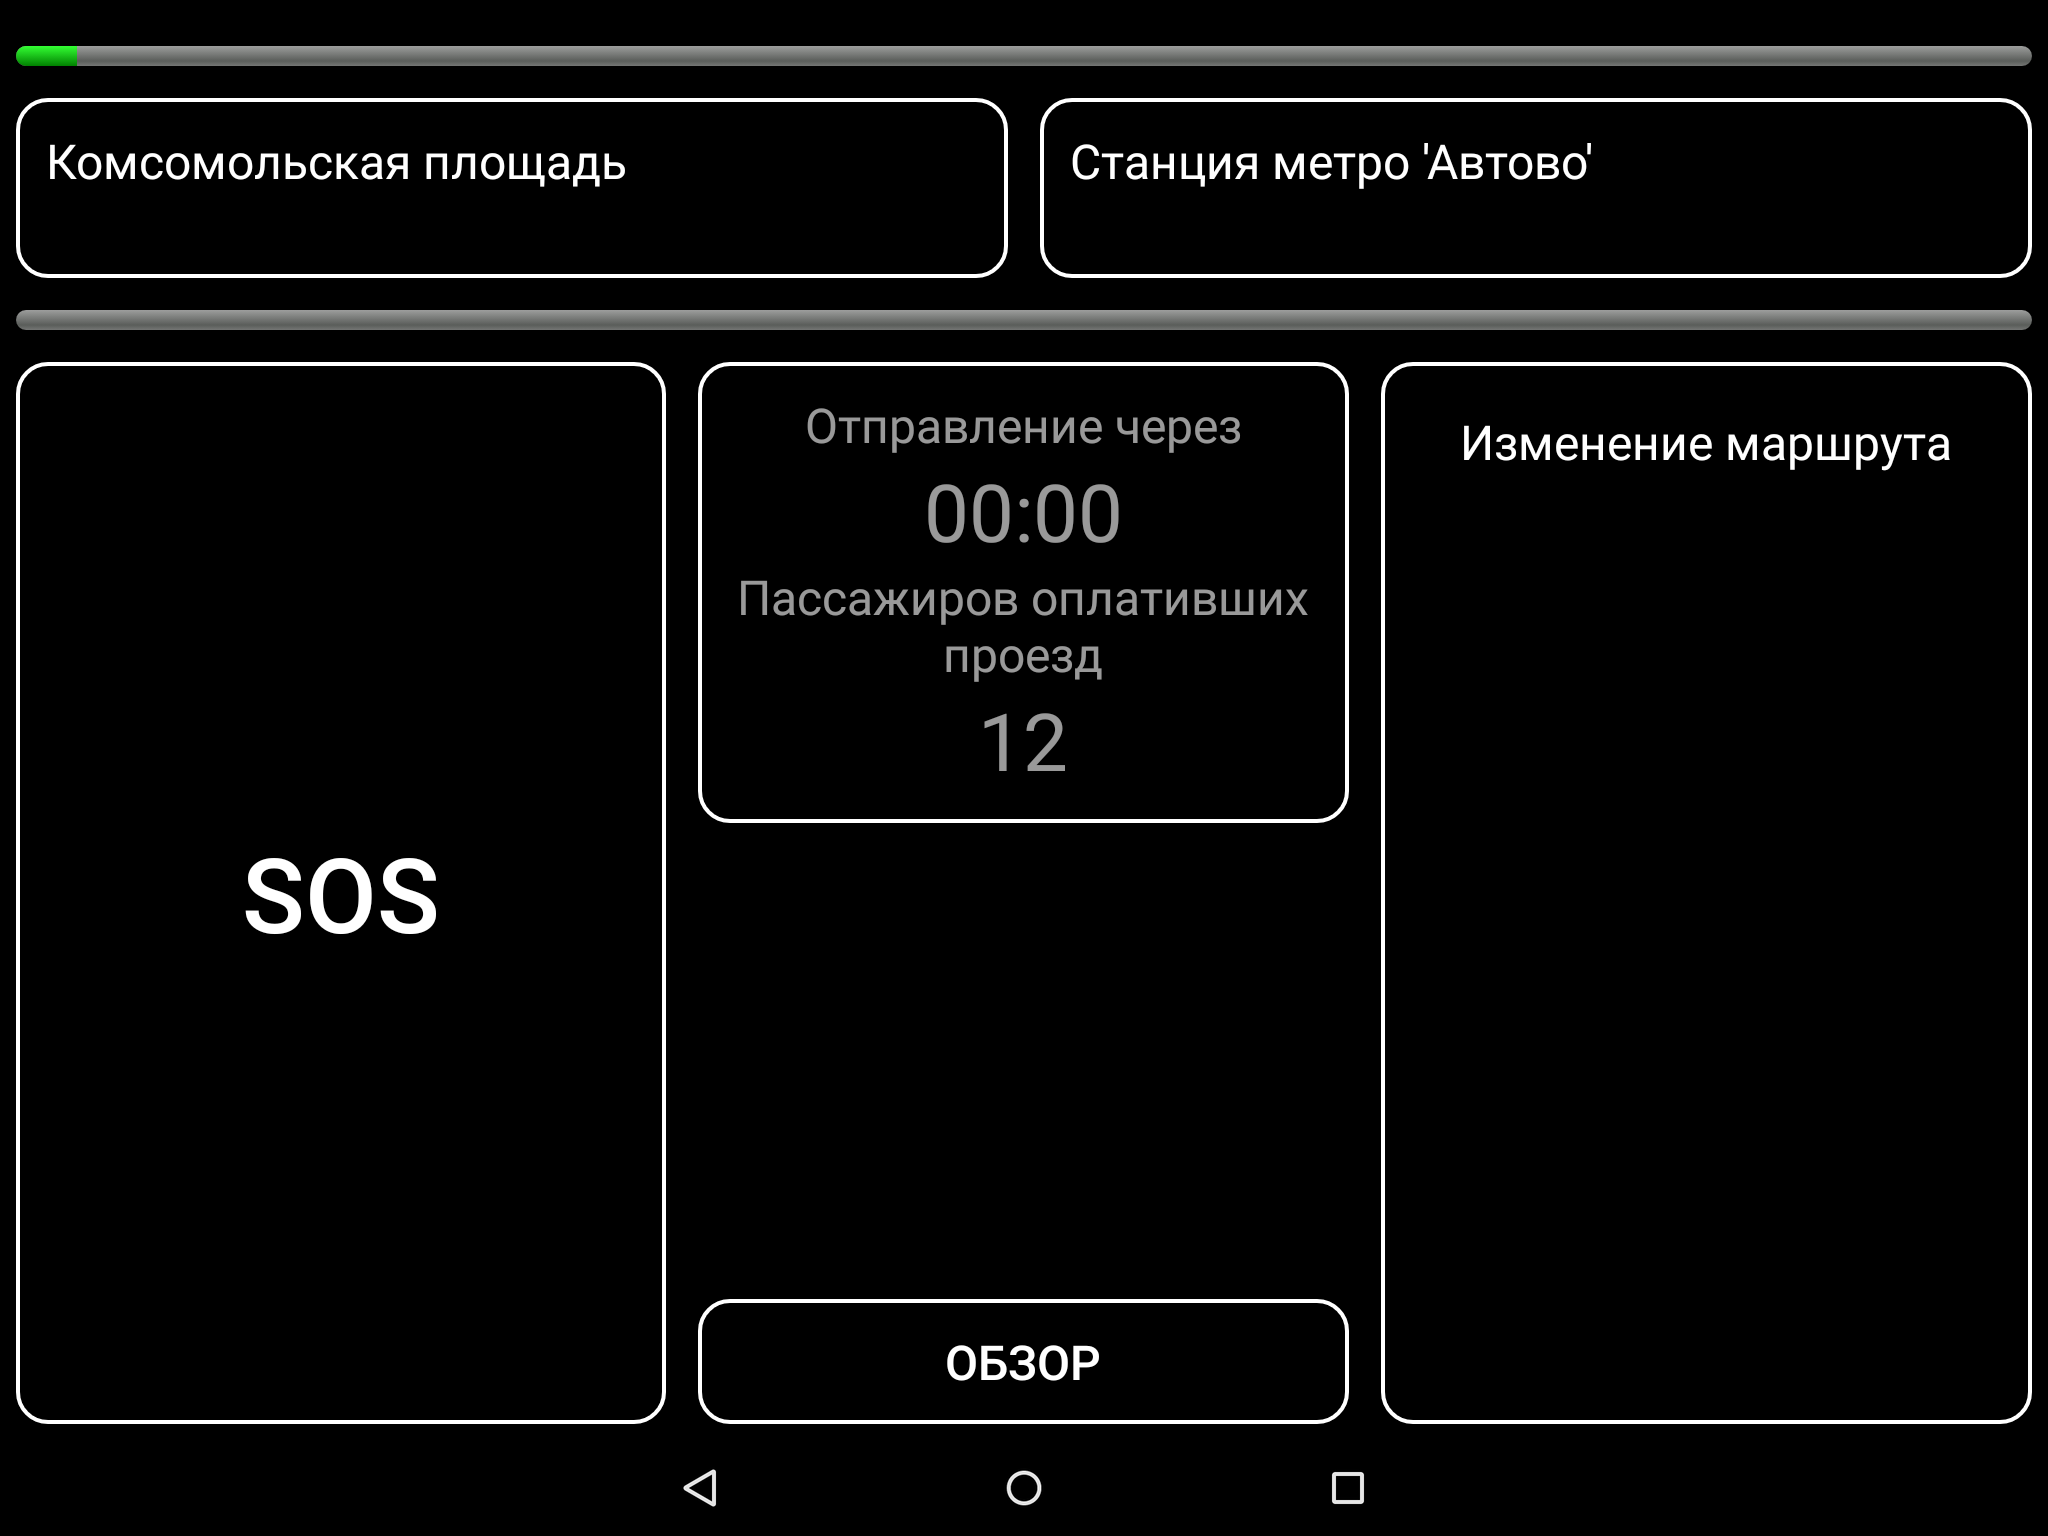 Комсомольская площадь
Станция метро 'Автово'
SOS
Отправление через
00:00
Пассажиров оплативших
проезд
12
ОБЗОР
Изменение маршрута